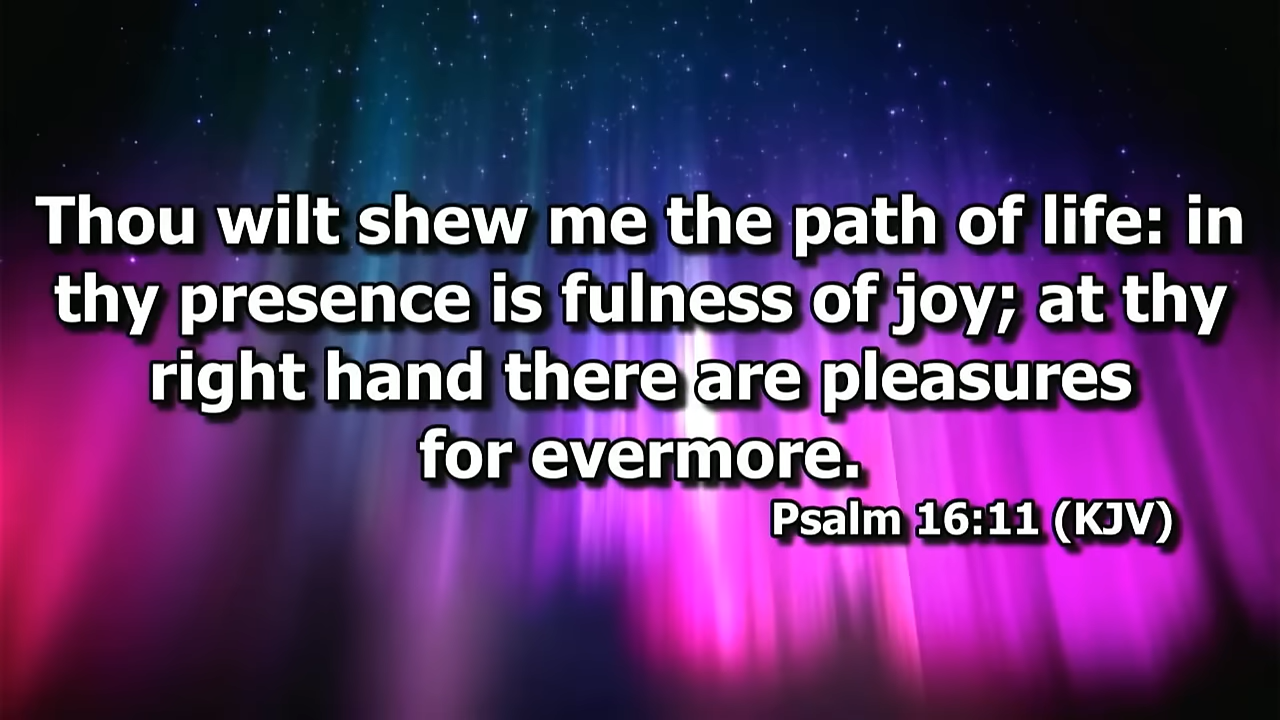 Thou wilt shew me the path of life: in
thy presence is fulness of joy; at thy
right hand there are pleasures
for evermore.
Psalm 16:11 (KJV)